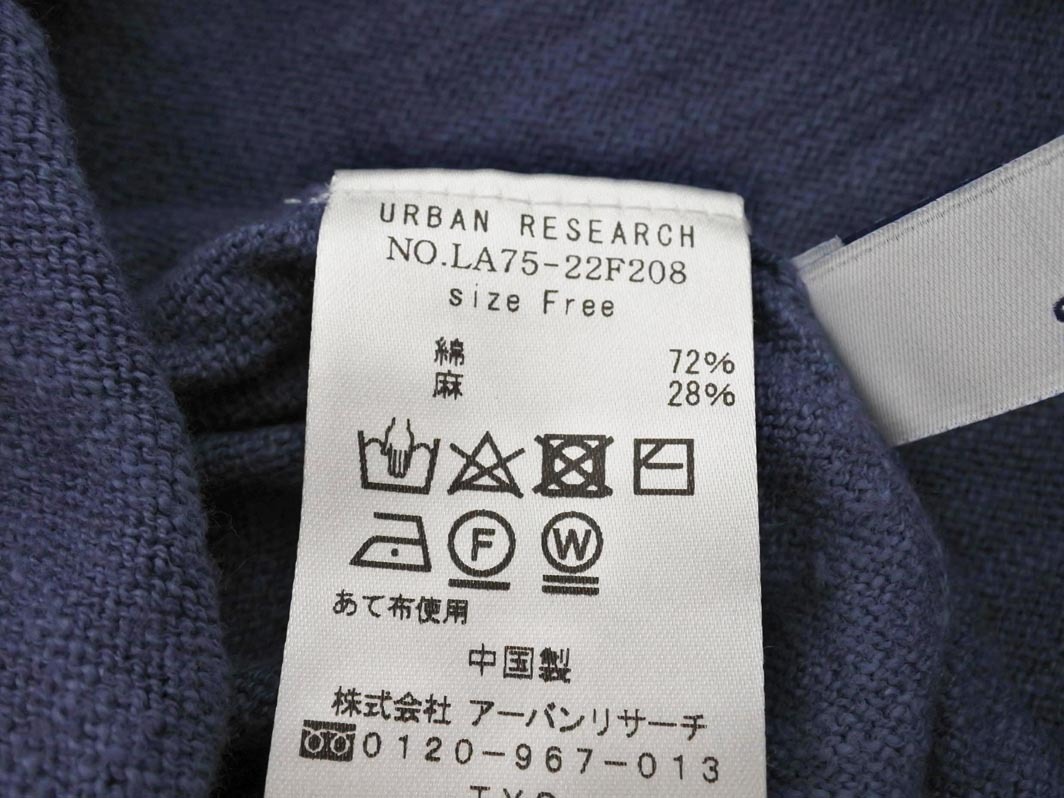 URBAN RESEARCH
NO.LA75-22F208
size Free
綿 72%
麻 28%
F W
あて布使用
中国製
株式会社 アーバンリサーチ
0120-967-013